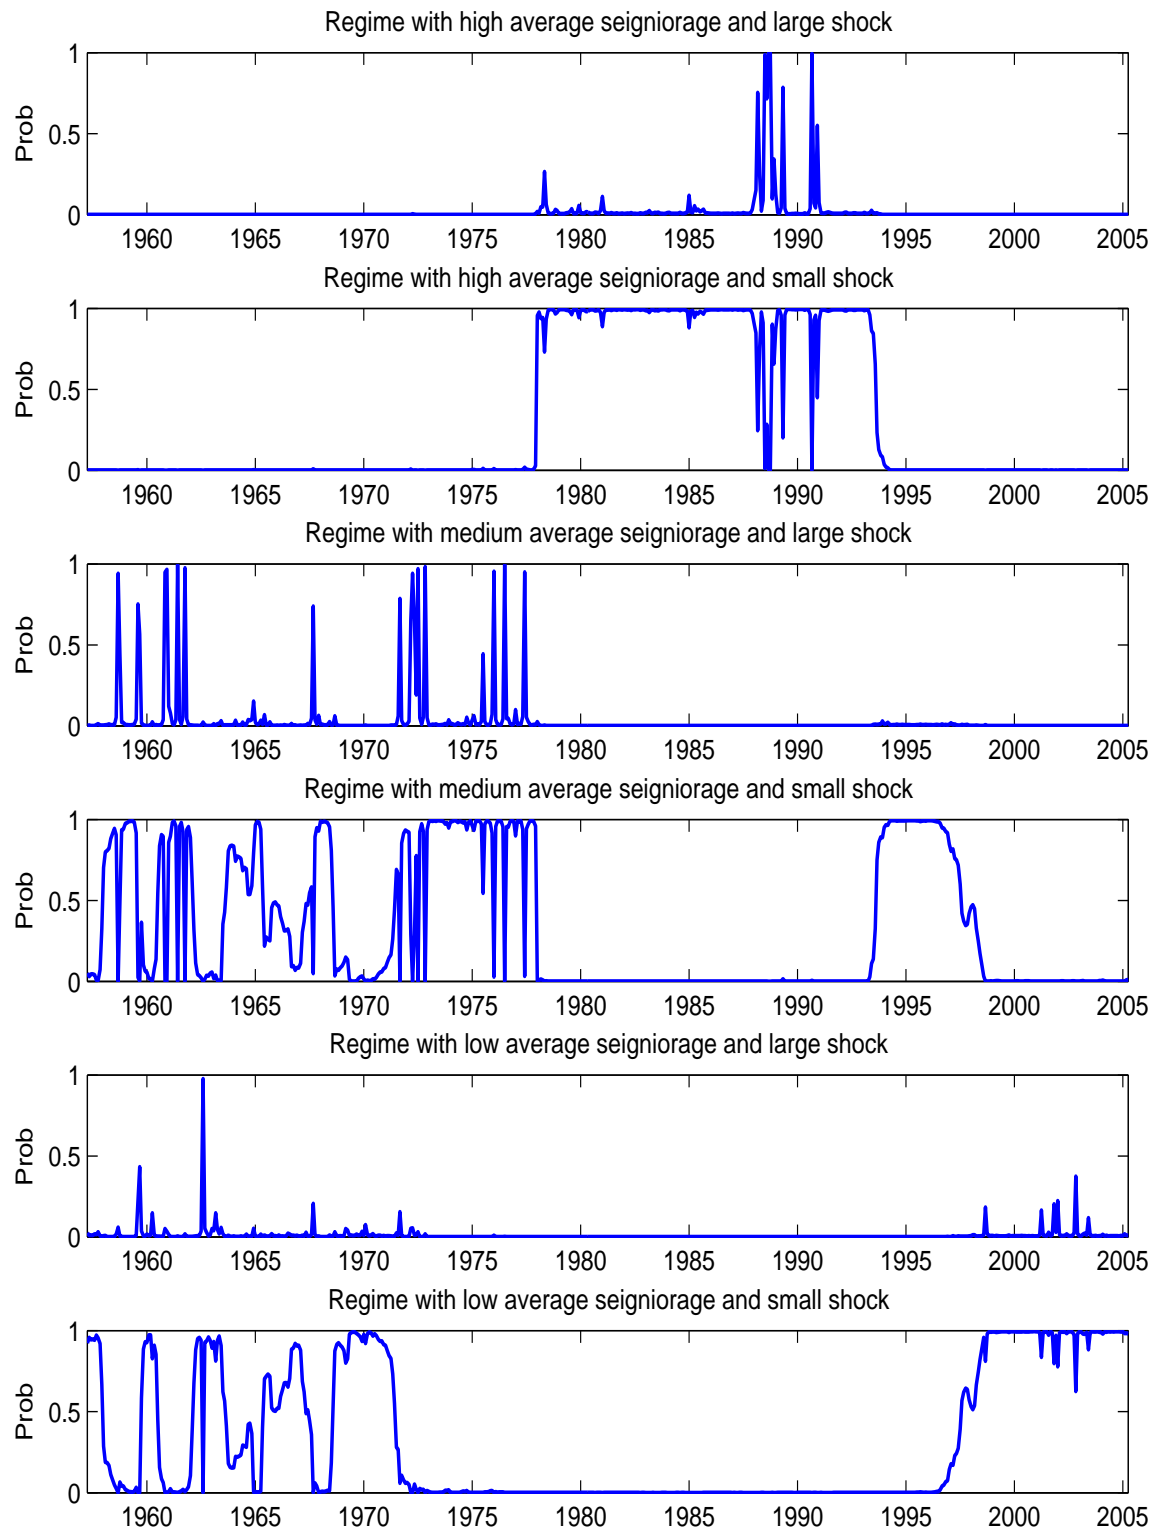 Regime with high average seigniorage and large shock
1
0.5
0
Prob
1960 1965 1970 1975 1980 1985 1990 1995 2000 2005
Regime with high average seigniorage and small shock
1
0.5
0
Prob
1960 1965 1970 1975 1980 1985 1990 1995 2000 2005
Regime with medium average seigniorage and large shock
1
0.5
0
Prob
1960 1965 1970 1975 1980 1985 1990 1995 2000 2005
Regime with medium average seigniorage and small shock
1
0.5
0
Prob
1960 1965 1970 1975 1980 1985 1990 1995 2000 2005
Regime with low average seigniorage and large shock
1
0.5
0
Prob
1960 1965 1970 1975 1980 1985 1990 1995 2000 2005
Regime with low average seigniorage and small shock
1
0.5
0
Prob
1960 1965 1970 1975 1980 1985 1990 1995 2000 2005